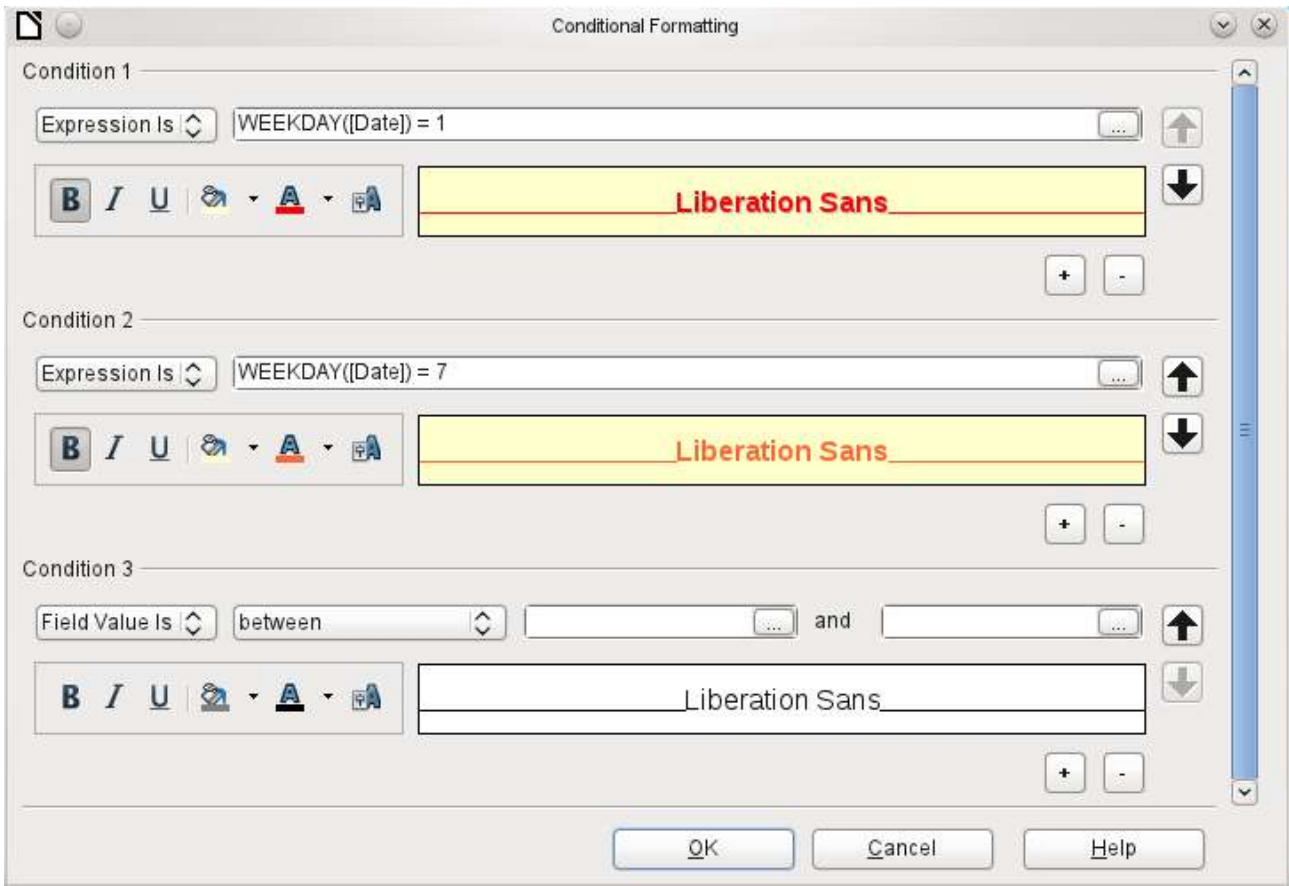 Conditional Formatting
Condition 1
Expression Is WEEKDAY([Date]) = 1 ...
B I U A A Liberation Sans
+ -
Condition 2
Expression Is WEEKDAY([Date]) = 7 ...
B I U A A Liberation Sans
+ -
Condition 3
Field Value Is between ... and ...
B I U A A Liberation Sans
+ -
OK Cancel Help